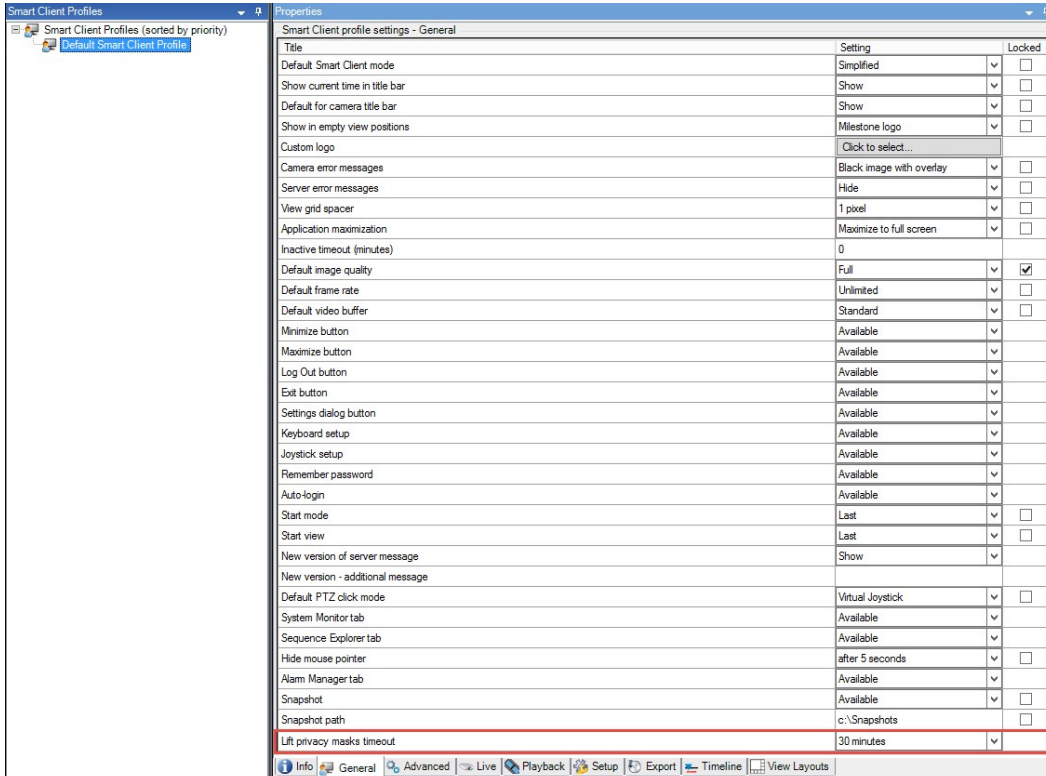 Smart Client Profiles
Smart Client Profiles (sorted by priority)
Default Smart Client Profile
Properties
Smart Client profile settings - General
Title Setting Locked
Default Smart Client mode Simplified
Show current time in title bar Show
Default for camera title bar Show
Show in empty view positions Milestone logo
Custom logo Click to select...
Camera error messages Black image with overlay
Server error messages Hide
View grid spacer 1 pixel
Application maximization Maximize to full screen
Inactive timeout (minutes) 0
Default image quality Full
Default frame rate Unlimited
Default video buffer Standard
Minimize button Available
Maximize button Available
Log Out button Available
Exit button Available
Settings dialog button Available
Keyboard setup Available
Joystick setup Available
Remember password Available
Auto-login Available
Start mode Last
Start view Last
New version of server message Show
New version - additional message
Default PTZ click mode Virtual Joystick
System Monitor tab Available
Sequence Explorer tab Available
Hide mouse pointer after 5 seconds
Alarm Manager tab Available
Snapshot Available
Snapshot path c:\Snapshots
Lift privacy masks timeout 30 minutes
Info General Advanced Live Playback Setup Export Timeline View Layouts